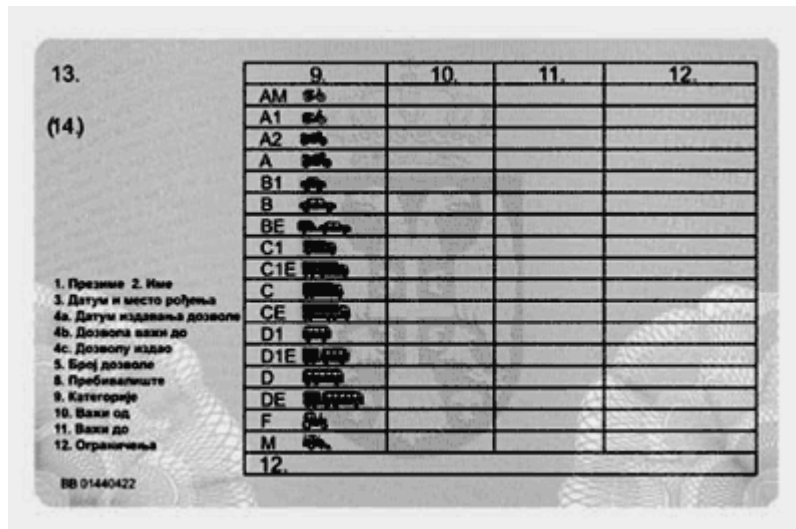 13.
(14.)
9. 10. 11. 12.
AM
A1
A2
A
B1
B
BE
C1
C1E
C
CE
D1
D1E
D
DE
F
M
12.
1. Презиме 2. Име
3. Датум и место рођења
4a. Датум издавања дозволе
4b. Дозвола важи до
4c. Дозволу издао
5. Број дозволе
8. Пребивалиште
9. Категорије
10. Важи од
11. Важи до
12. Ограничења
BB 01440422